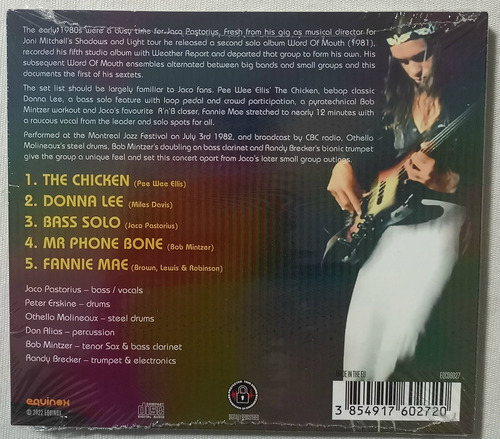 The early 1980s were a busy time for Jaco Pastorius. Fresh from his gig as musical director for
Joni Mitchell's Shadows and Light tour he released a second solo album Word Of Mouth (1981),
recorded his fifth studio album with Weather Report and departed that group to form his own. His
subsequent Word Of Mouth ensembles alternated between big bands and small groups and this
documents the first of his sextets.
The set list should be largely familiar to Jaco fans. Pee Wee Ellis' The Chicken, bebop classic
Donna Lee, a bass solo feature with loop pedal and crowd participation, a pyrotechnical Bob
Mintzer workout and Jaco's favourite R'n'B closer, Fannie Mae stretched to nearly 12 minutes with
a raucous vocal from the leader and solo spots for all.
Performed at the Montreal Jazz Festival on July 3rd 1982, and broadcast by CBC radio, Othello
Molineaux's steel drums, Bob Mintzer's doubling on bass clarinet and Randy Brecker's bionic trumpet
give the group a unique feel and set this concert apart from Jaco's later small group outings.
1. THE CHICKEN (Pee Wee Ellis)
2. DONNA LEE (Miles Davis)
3. BASS SOLO (Jaco Pastorius)
4. MR PHONE BONE (Bob Mintzer)
5. FANNIE MAE (Brown, Lewis & Robinson)
Jaco Pastorius – bass / vocals
Peter Erskine – drums
Othello Molineaux – steel drums
Don Alias – percussion
Bob Mintzer – tenor Sax & bass clarinet
Randy Brecker – trumpet & electronics
equinox
© 2022 EQUINOX
COMPACT
disc
DIGITAL AUDIO
DIGITALLY REMASTERED
MADE IN THE EU
3 854917 602720